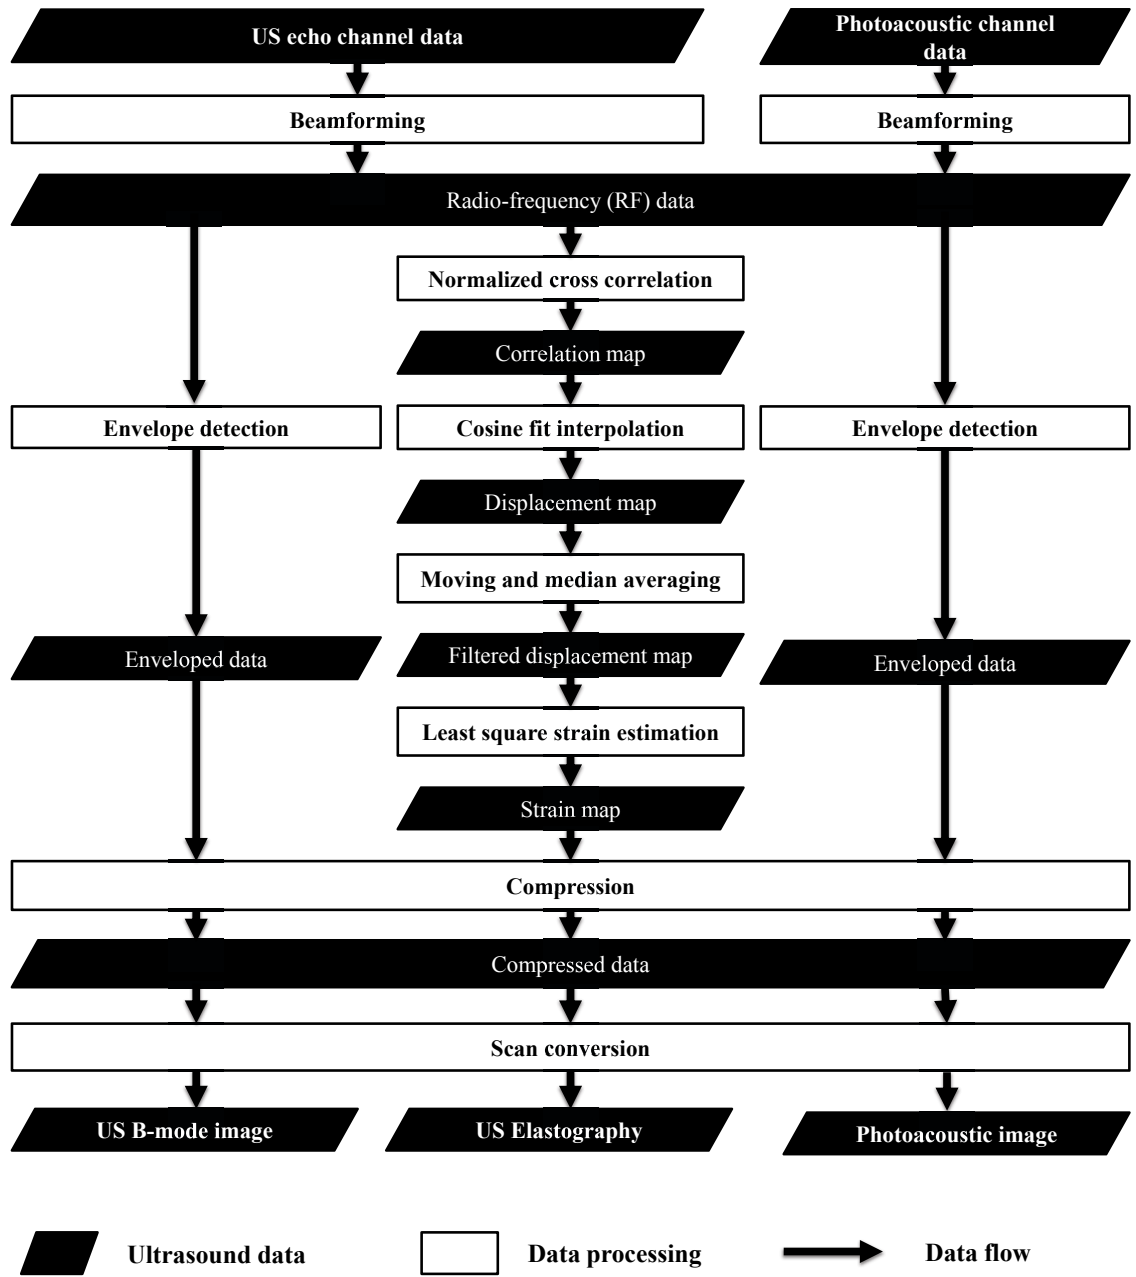 US echo channel data
Photoacoustic channel
data
Beamforming
Beamforming
Radio-frequency (RF) data
Normalized cross correlation
Correlation map
Envelope detection
Cosine fit interpolation
Envelope detection
Displacement map
Moving and median averaging
Enveloped data
Filtered displacement map
Enveloped data
Least square strain estimation
Strain map
Compression
Compressed data
Scan conversion
US B-mode image
US Elastography
Photoacoustic image
Ultrasound data
Data processing
Data flow